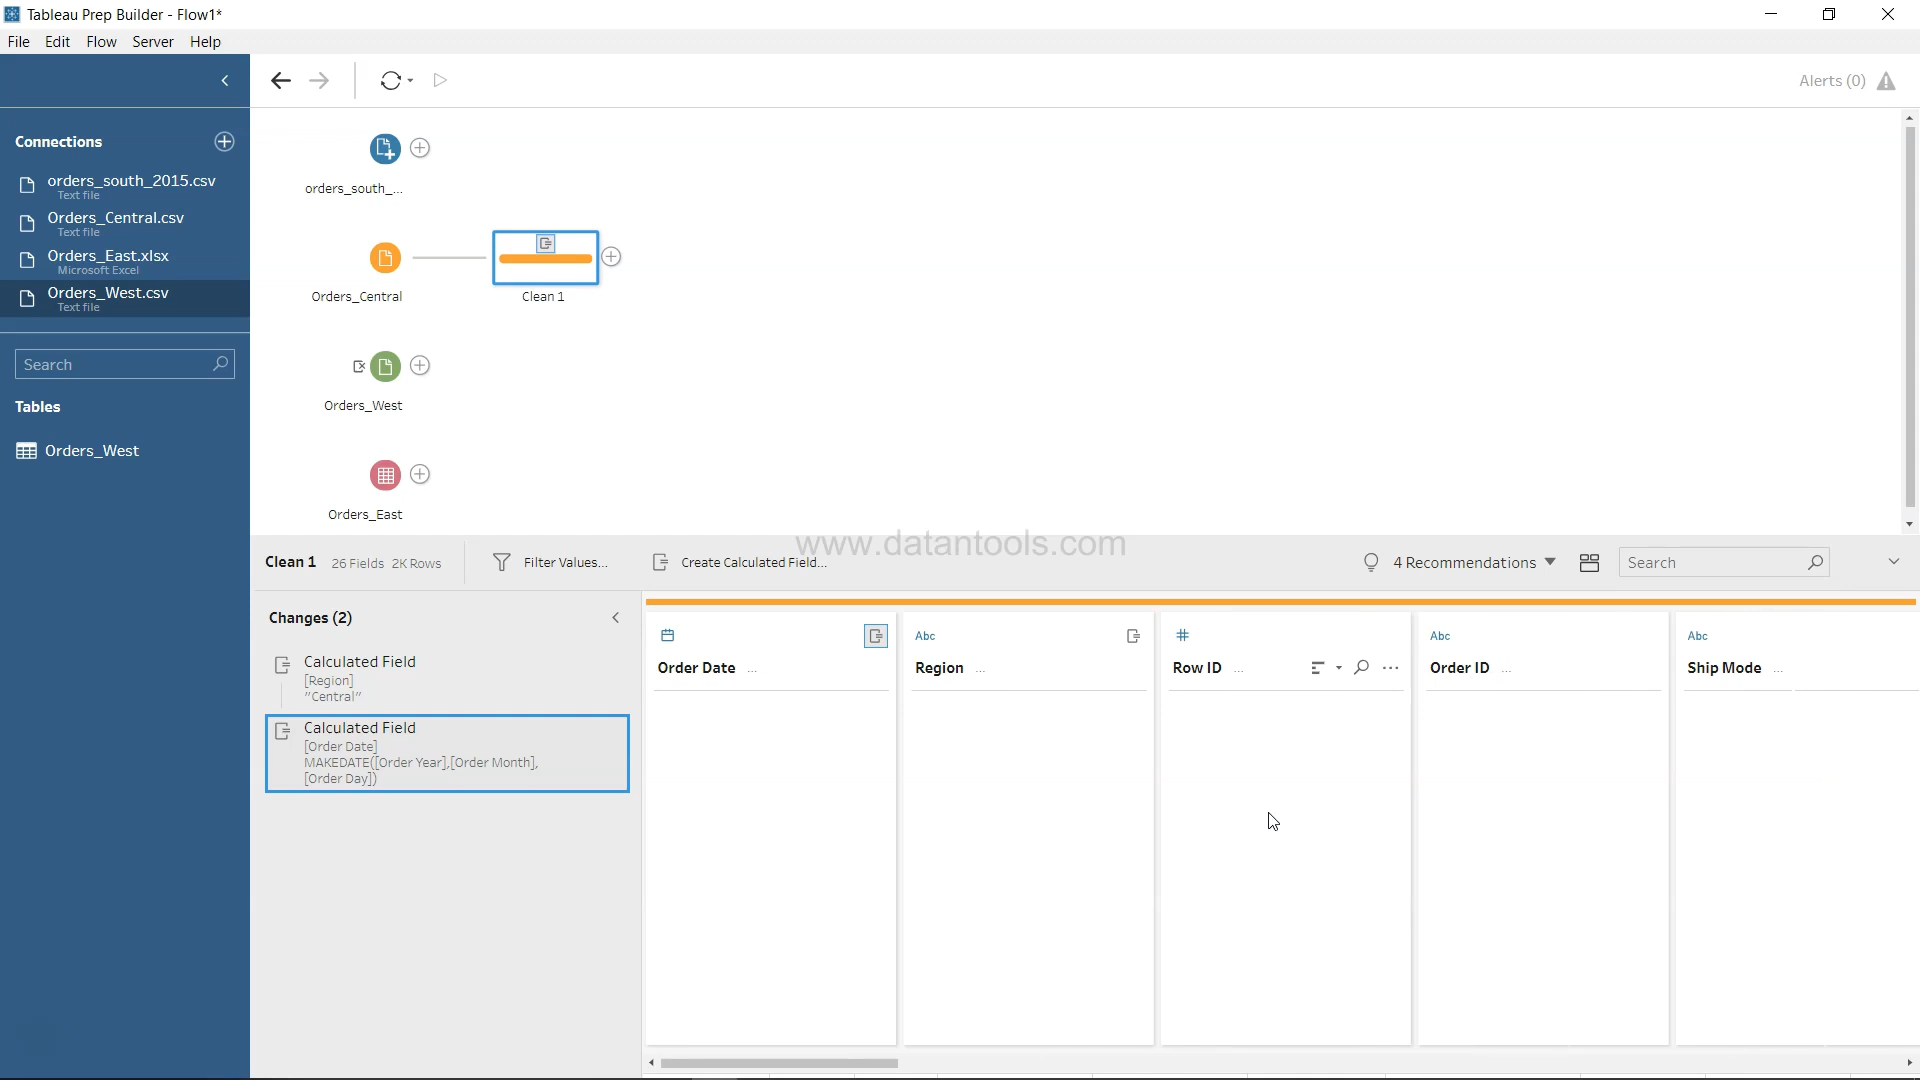 Tableau Prep Builder - Flow1*
File Edit Flow Server Help
Alerts (0)
Connections
orders_south_2015.csv
Text file
Orders_Central.csv
Text file
Orders_East.xlsx
Microsoft Excel
Orders_West.csv
Text file
Search
Tables
Orders_West
orders_south_...
Orders_Central
Clean 1
Orders_West
Orders_East
www.datantools.com
Clean 1 26 Fields 2K Rows Filter Values... Create Calculated Field... 4 Recommendations Search
Changes (2)
Calculated Field
[Region]
"Central"
Calculated Field
[Order Date]
MAKEDATE([Order Year],[Order Month],
[Order Day])
Abc # Abc Abc
Order Date ... Region ... Row ID ... Order ID ... Ship Mode ...